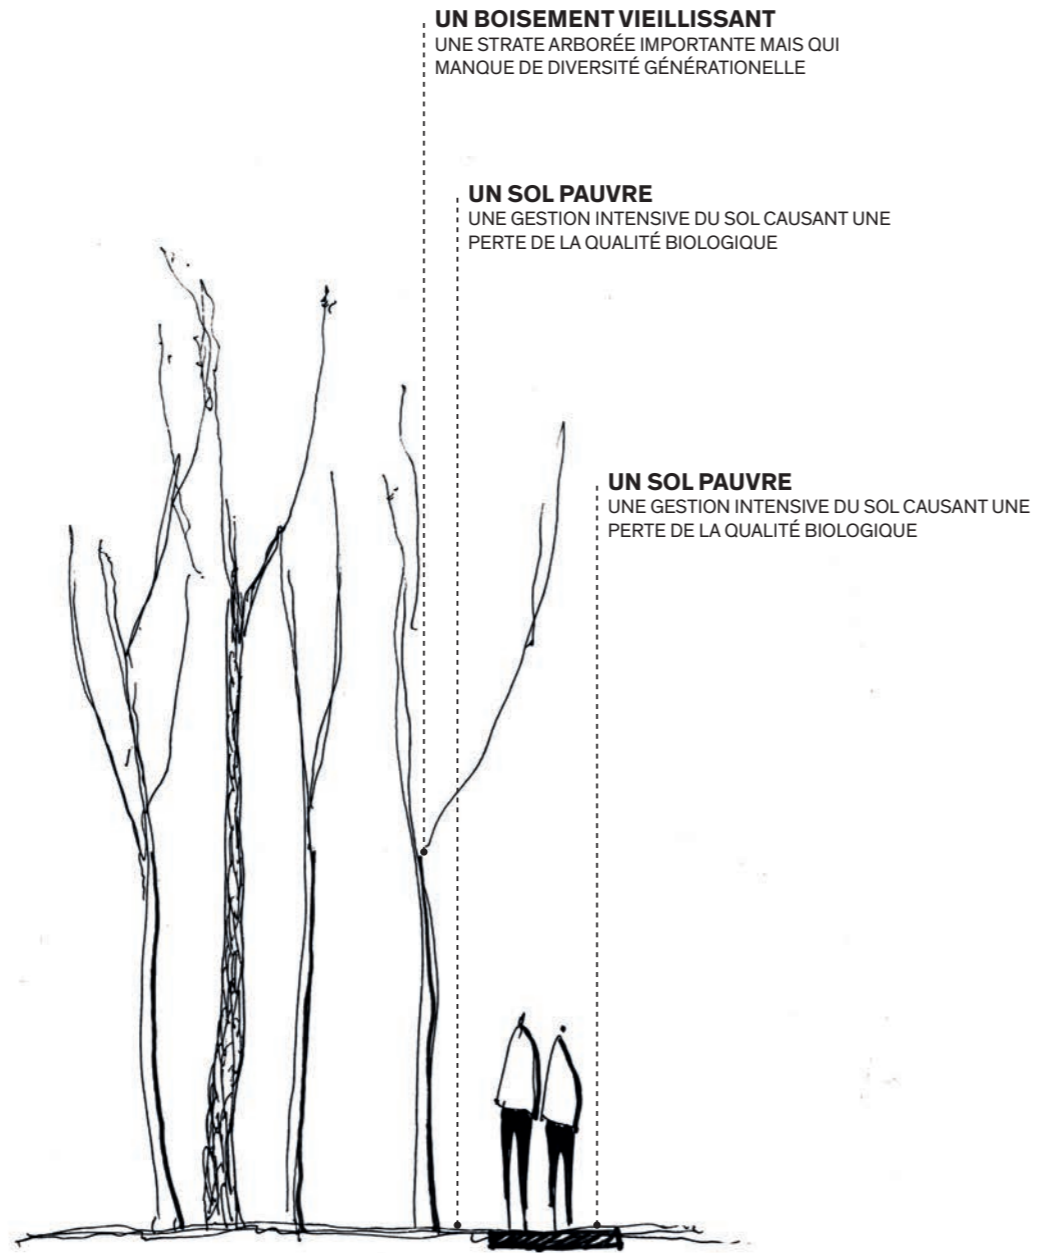 UN BOISEMENT VIEILLISSANT
UNE STRATE ARBORÉE IMPORTANTE MAIS QUI
MANQUE DE DIVERSITÉ GÉNÉRATIONELLE
UN SOL PAUVRE
UNE GESTION INTENSIVE DU SOL CAUSANT UNE
PERTE DE LA QUALITÉ BIOLOGIQUE
UN SOL PAUVRE
UNE GESTION INTENSIVE DU SOL CAUSANT UNE
PERTE DE LA QUALITÉ BIOLOGIQUE